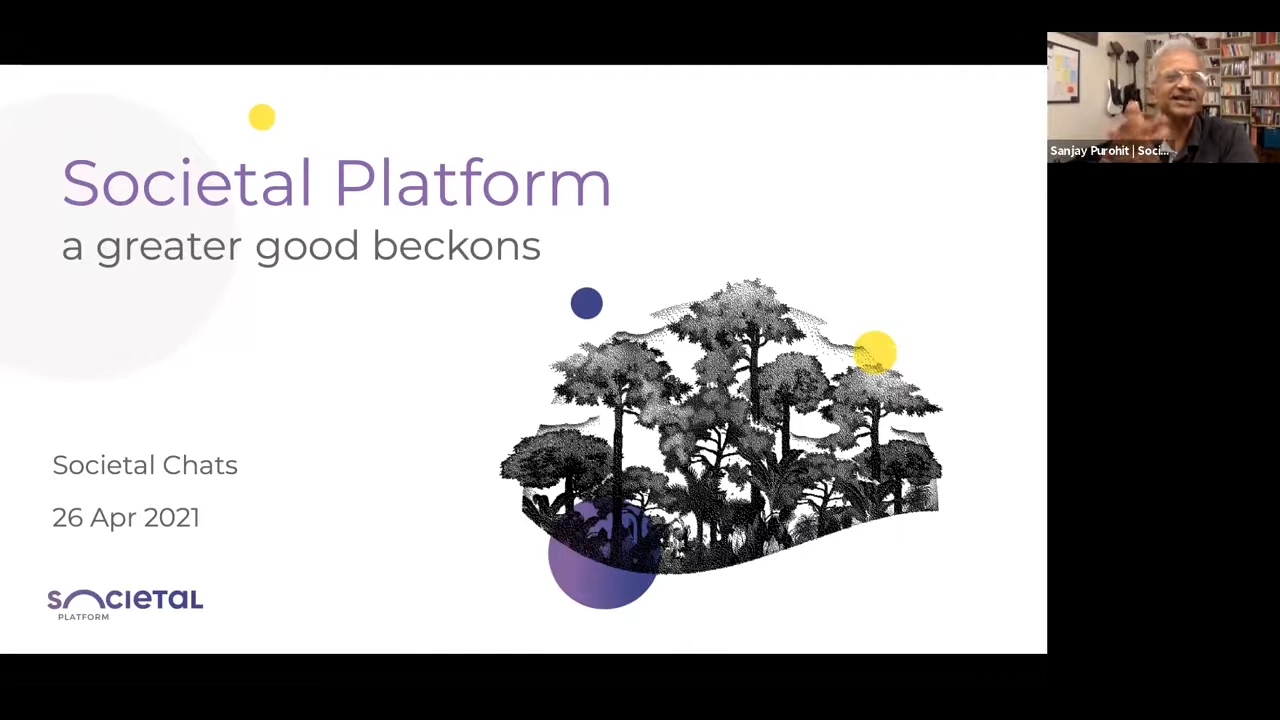 Societal Platform
a greater good beckons
Societal Chats
26 Apr 2021
SOCIETAL
PLATFORM
Sanjay Purohit | Soci...